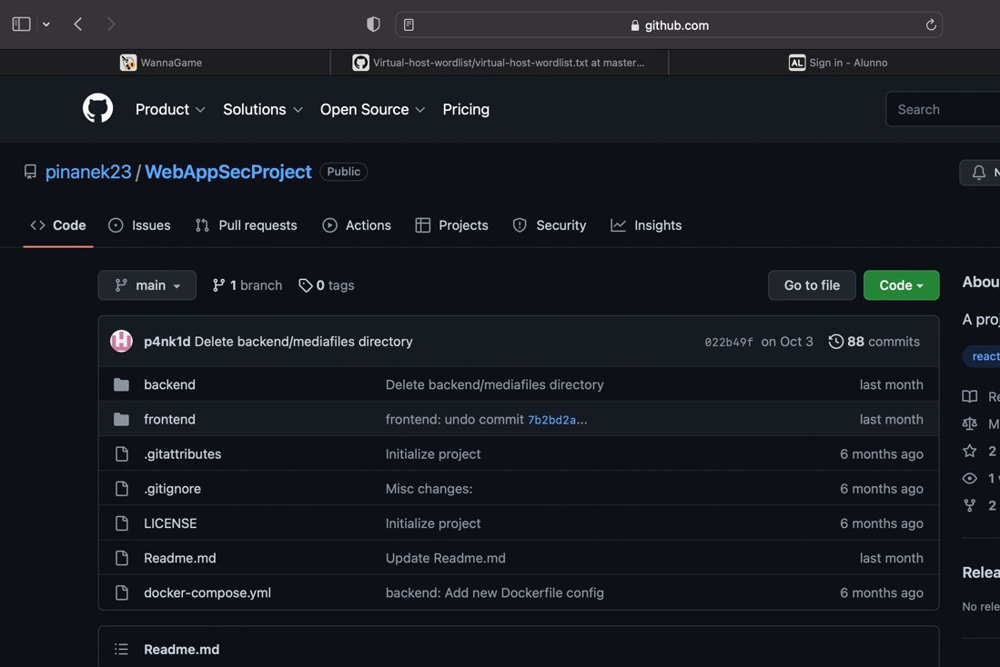 github.com
WannaGame
Virtual-host-wordlist/virtual-host-wordlist.txt at master...
AL Sign in - Alunno
Product Solutions Open Source Pricing Search
pinanek23 / WebAppSecProject Public N
Code Issues Pull requests Actions Projects Security Insights
main 1 branch 0 tags Go to file Code
p4nk1d Delete backend/mediafiles directory 022b49f on Oct 3 88 commits
backend Delete backend/mediafiles directory last month
frontend frontend: undo commit 7b2bd2a... last month
.gitattributes Initialize project 6 months ago
.gitignore Misc changes: 6 months ago
LICENSE Initialize project 6 months ago
Readme.md Update Readme.md last month
docker-compose.yml backend: Add new Dockerfile config 6 months ago
Readme.md
Abou
A proj
react
Re
M
2
1
2
Relea
No rele